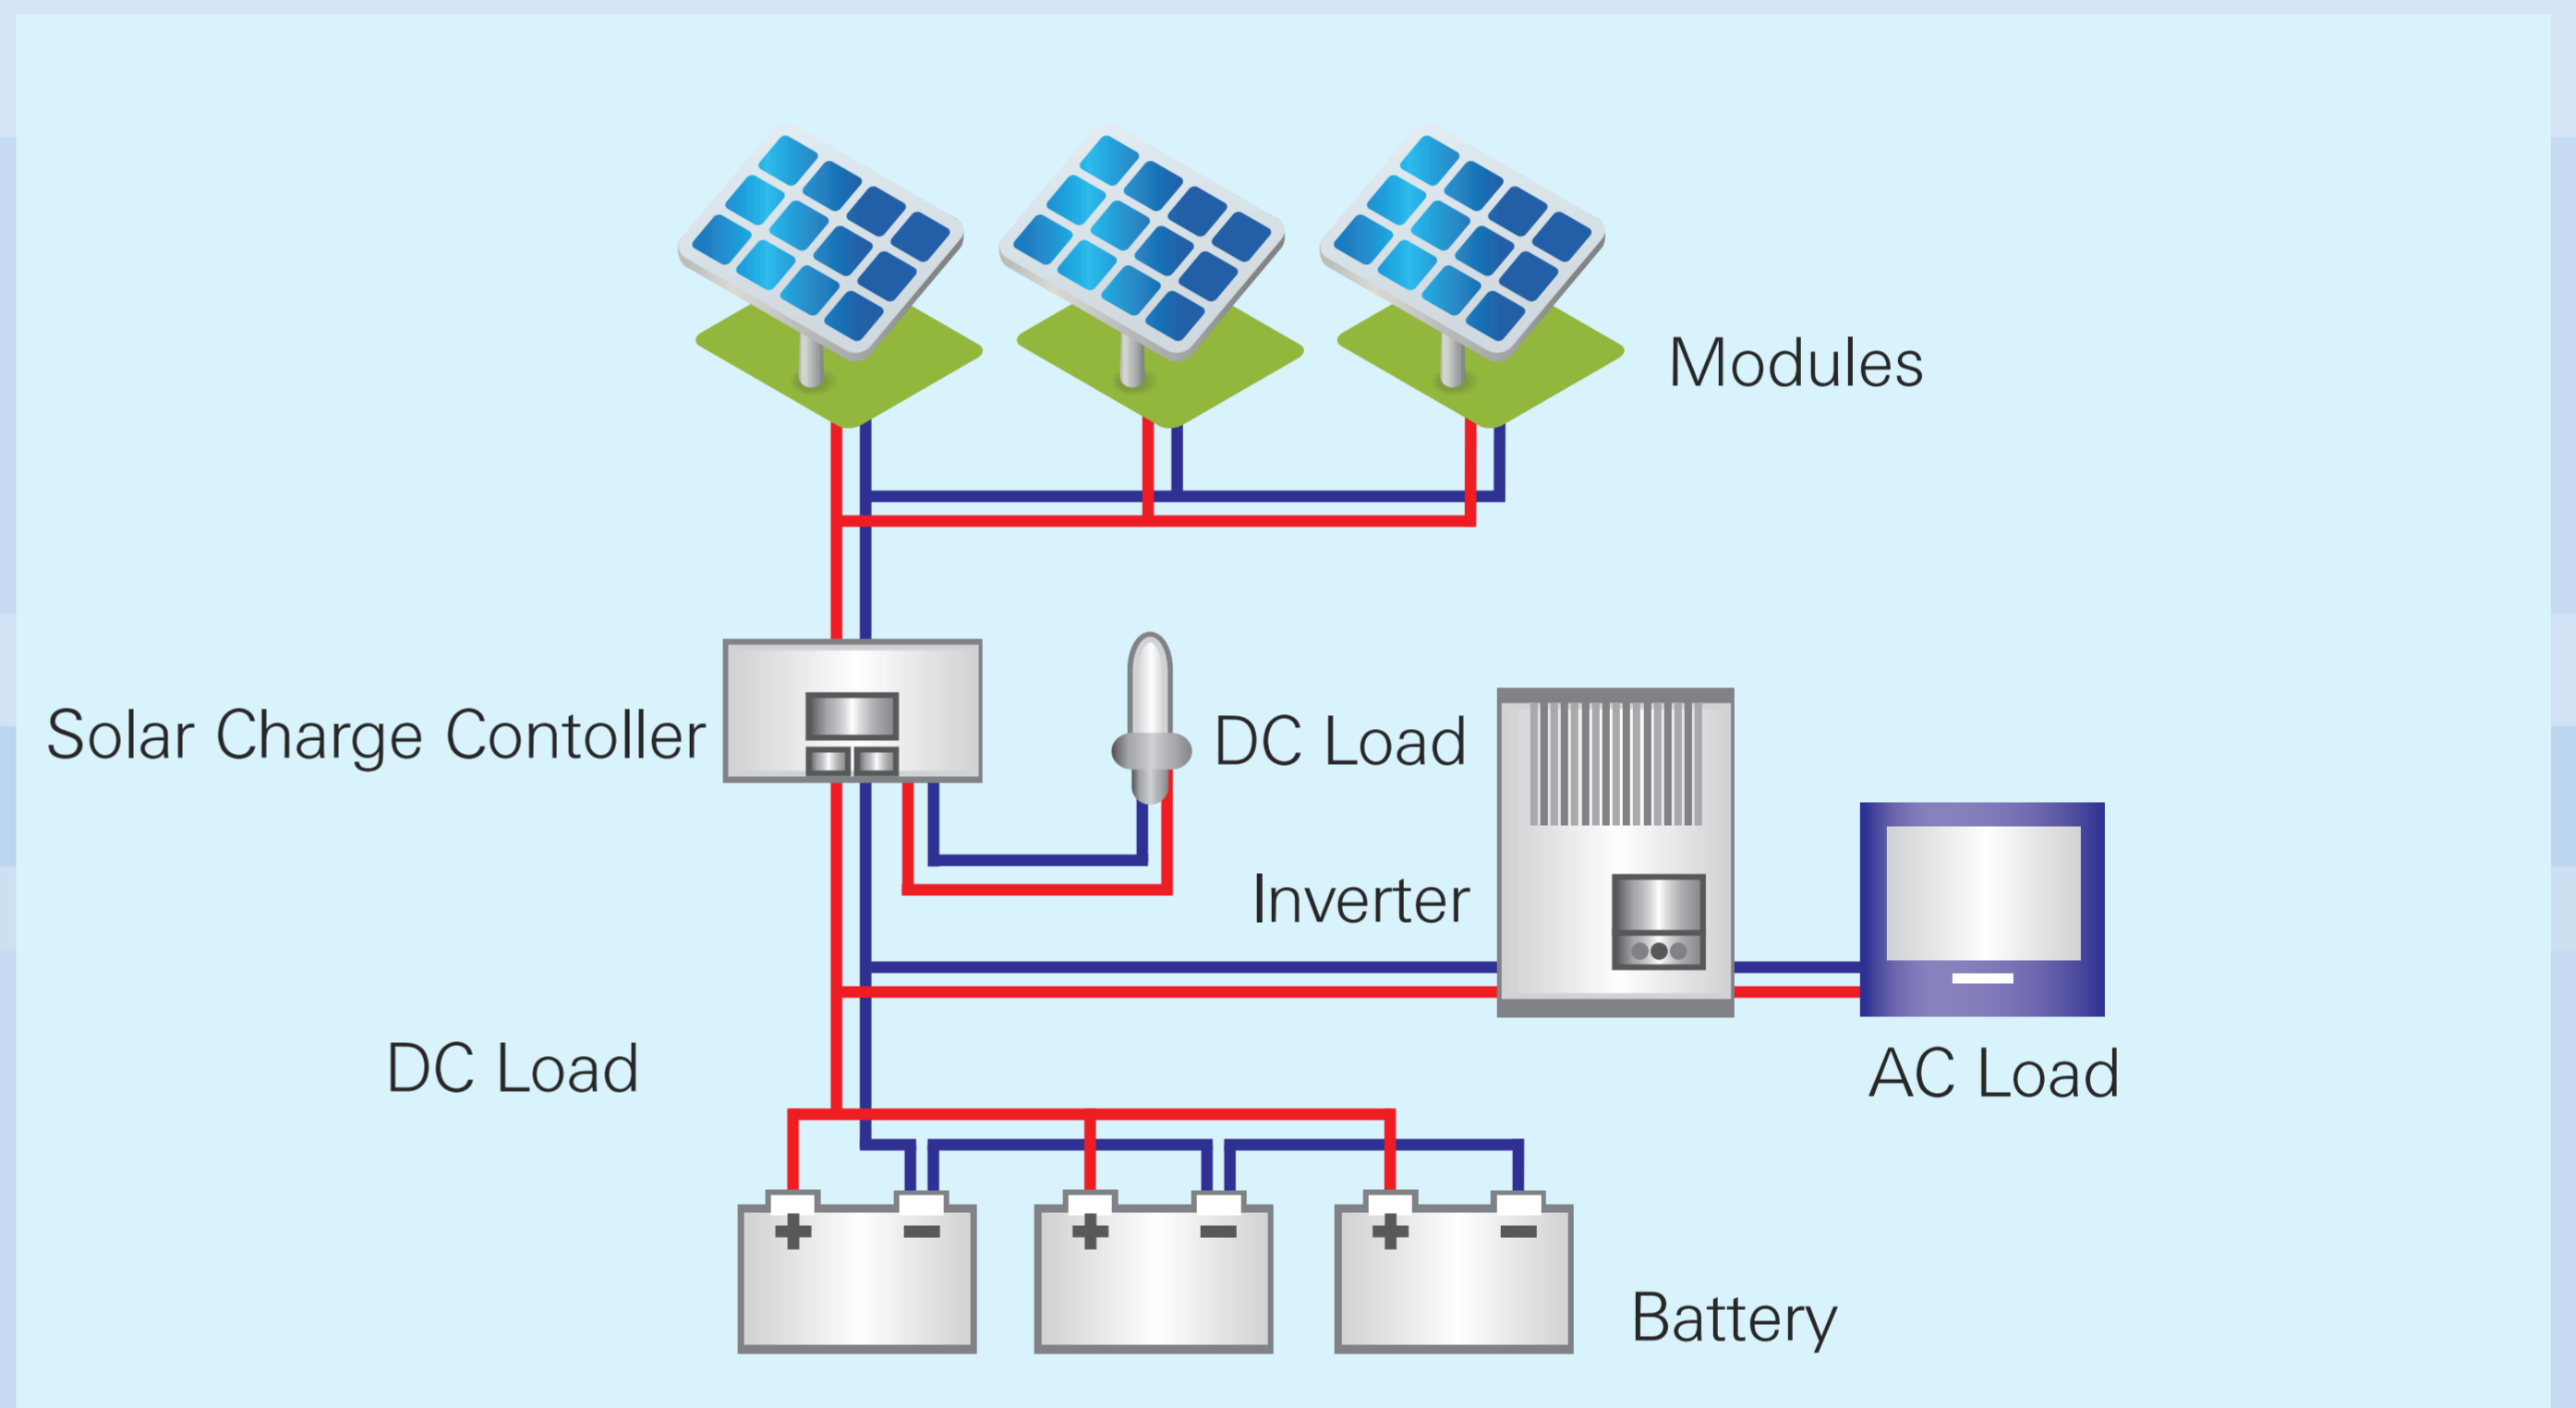 Modules
Solar Charge Contoller
DC Load
Inverter
DC Load
AC Load
Battery